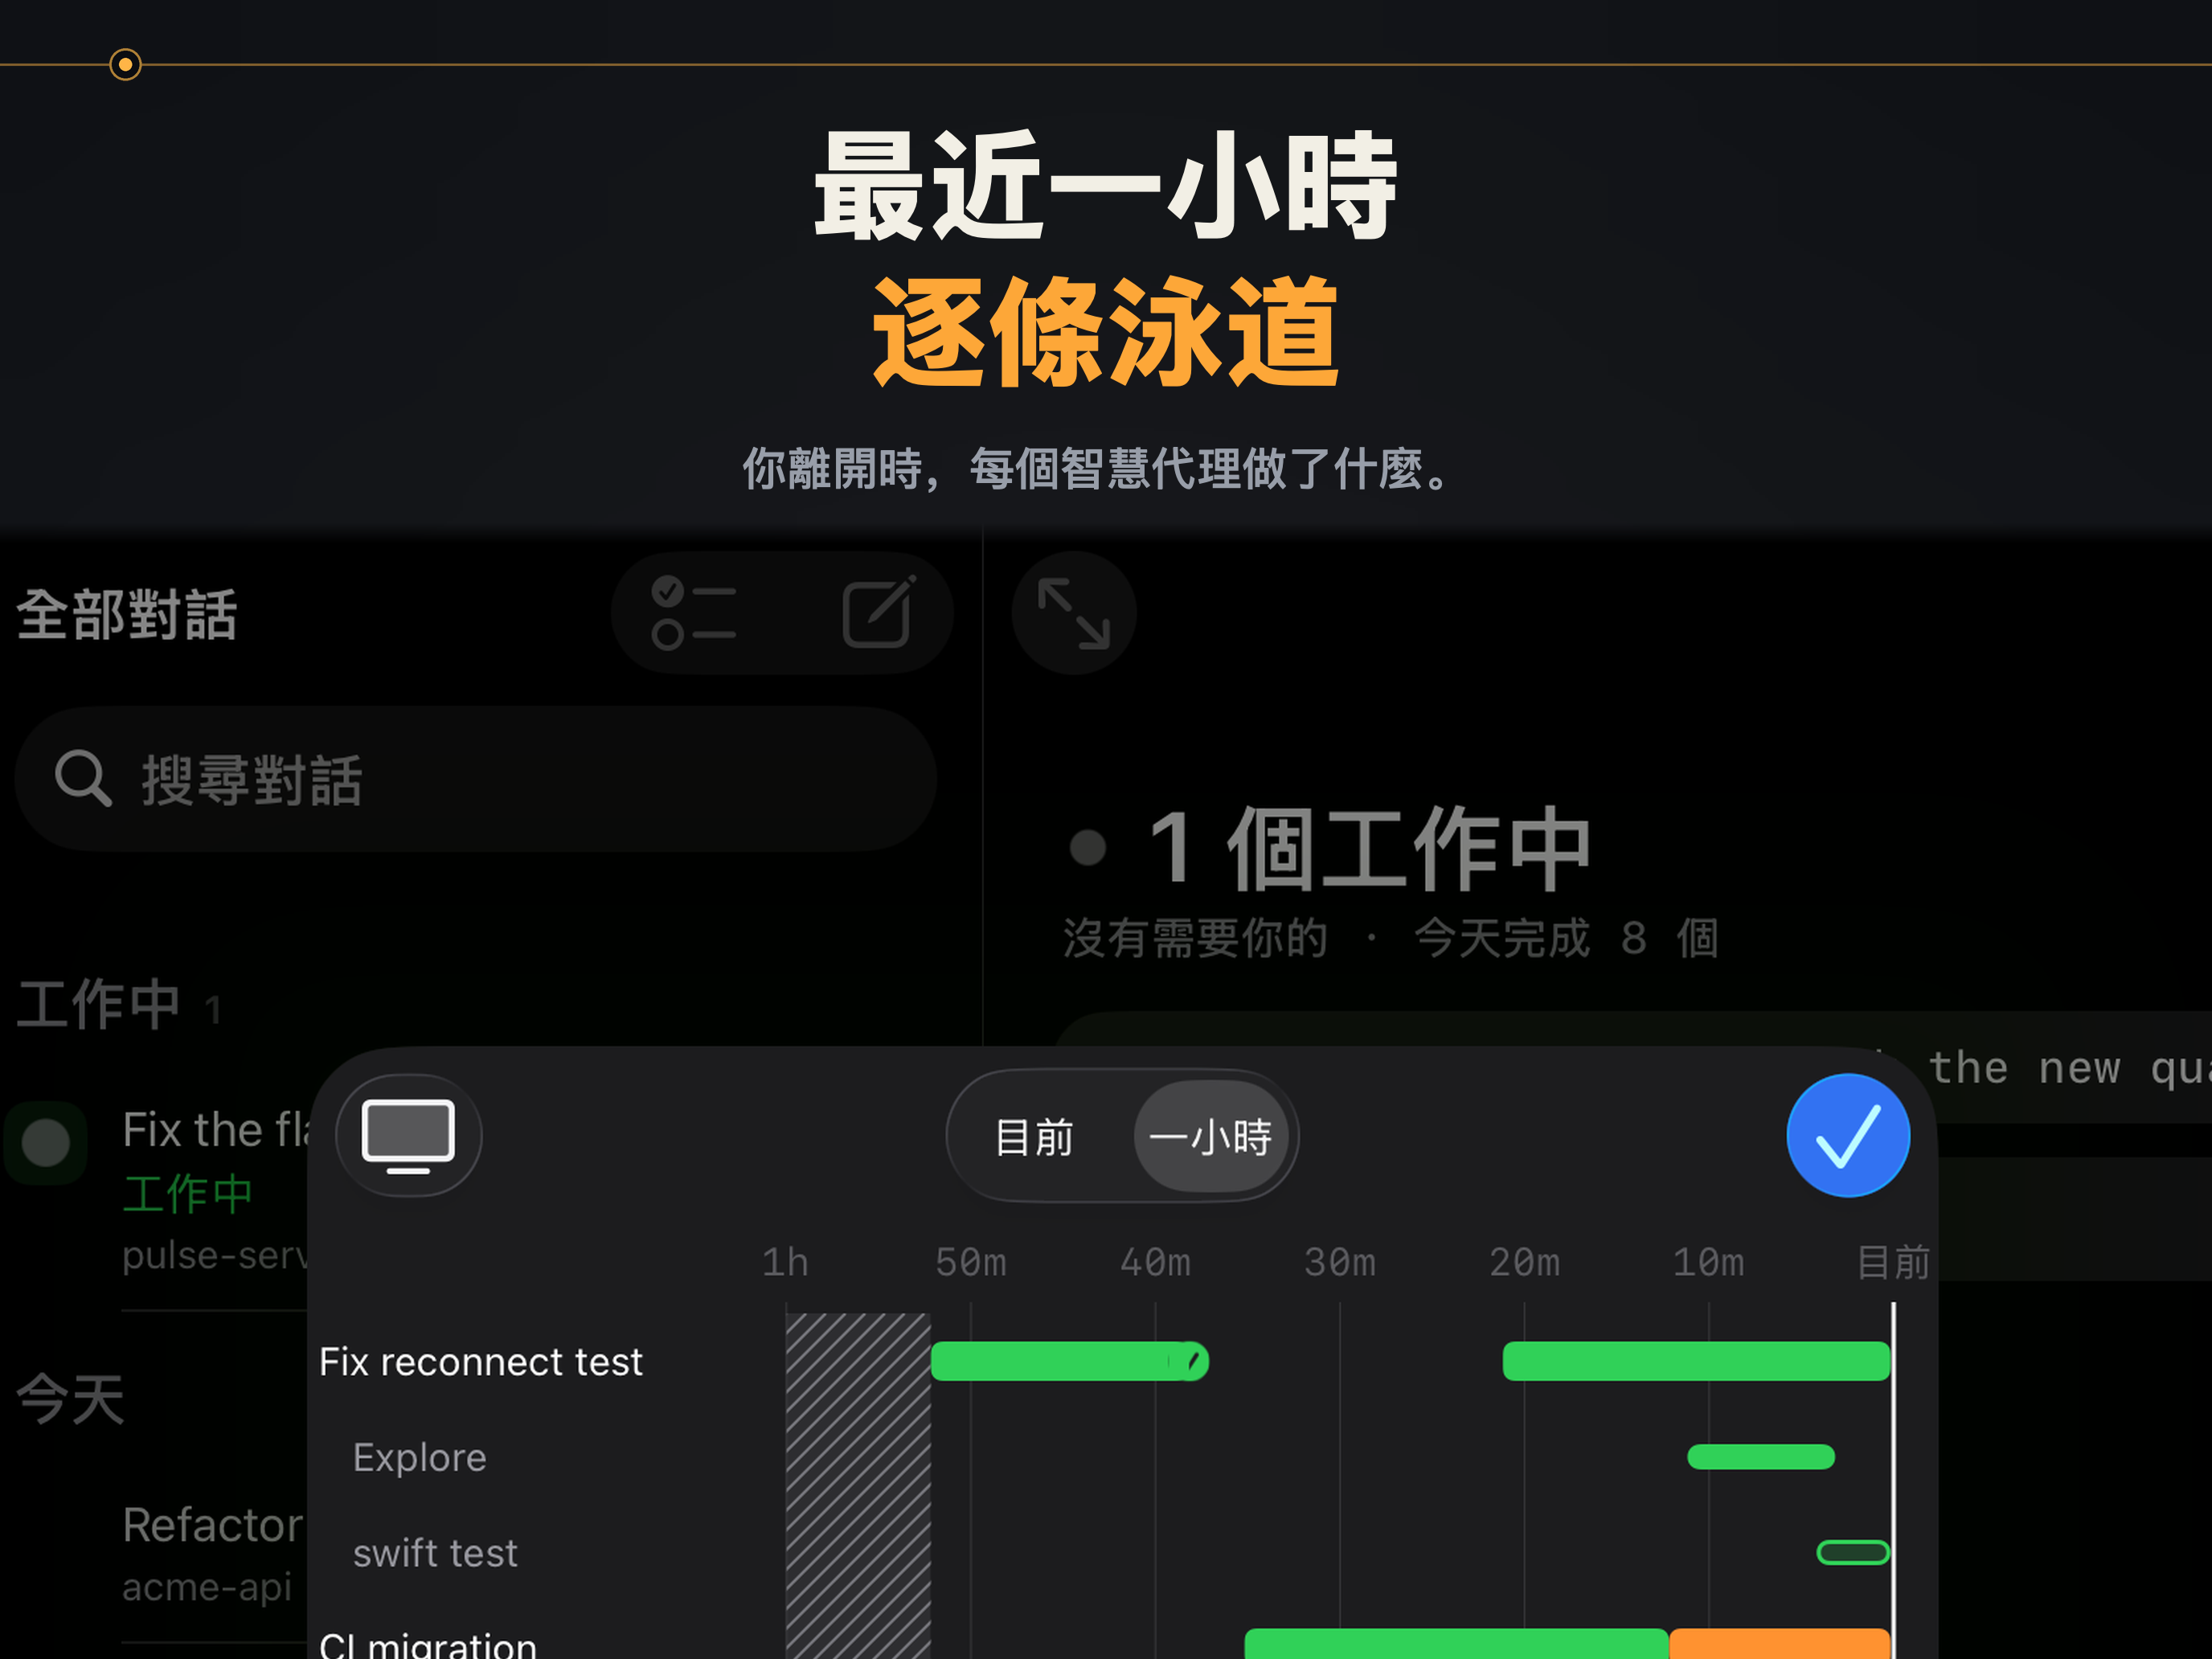 最近一小時
逐條泳道
你離開時，每個智慧代理做了什麼。
全部對話
搜尋對話
1 個工作中
沒有需要你的 · 今天完成 8 個
工作中 1
the new qu
Fix the fl
工作中
pulse-serv
今天
Refactor
acme-api
目前
一小時
1h 50m 40m 30m 20m 10m 目前
Fix reconnect test
Explore
swift test
CI migration